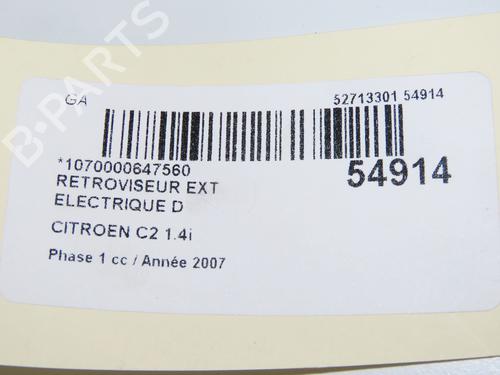 GA 52713301 54914
*1070000647560
54914
RETROVISEUR EXT
ELECTRIQUE D
CITROEN C2 1.4i
Phase 1 cc / Année 2007
B-PARTS